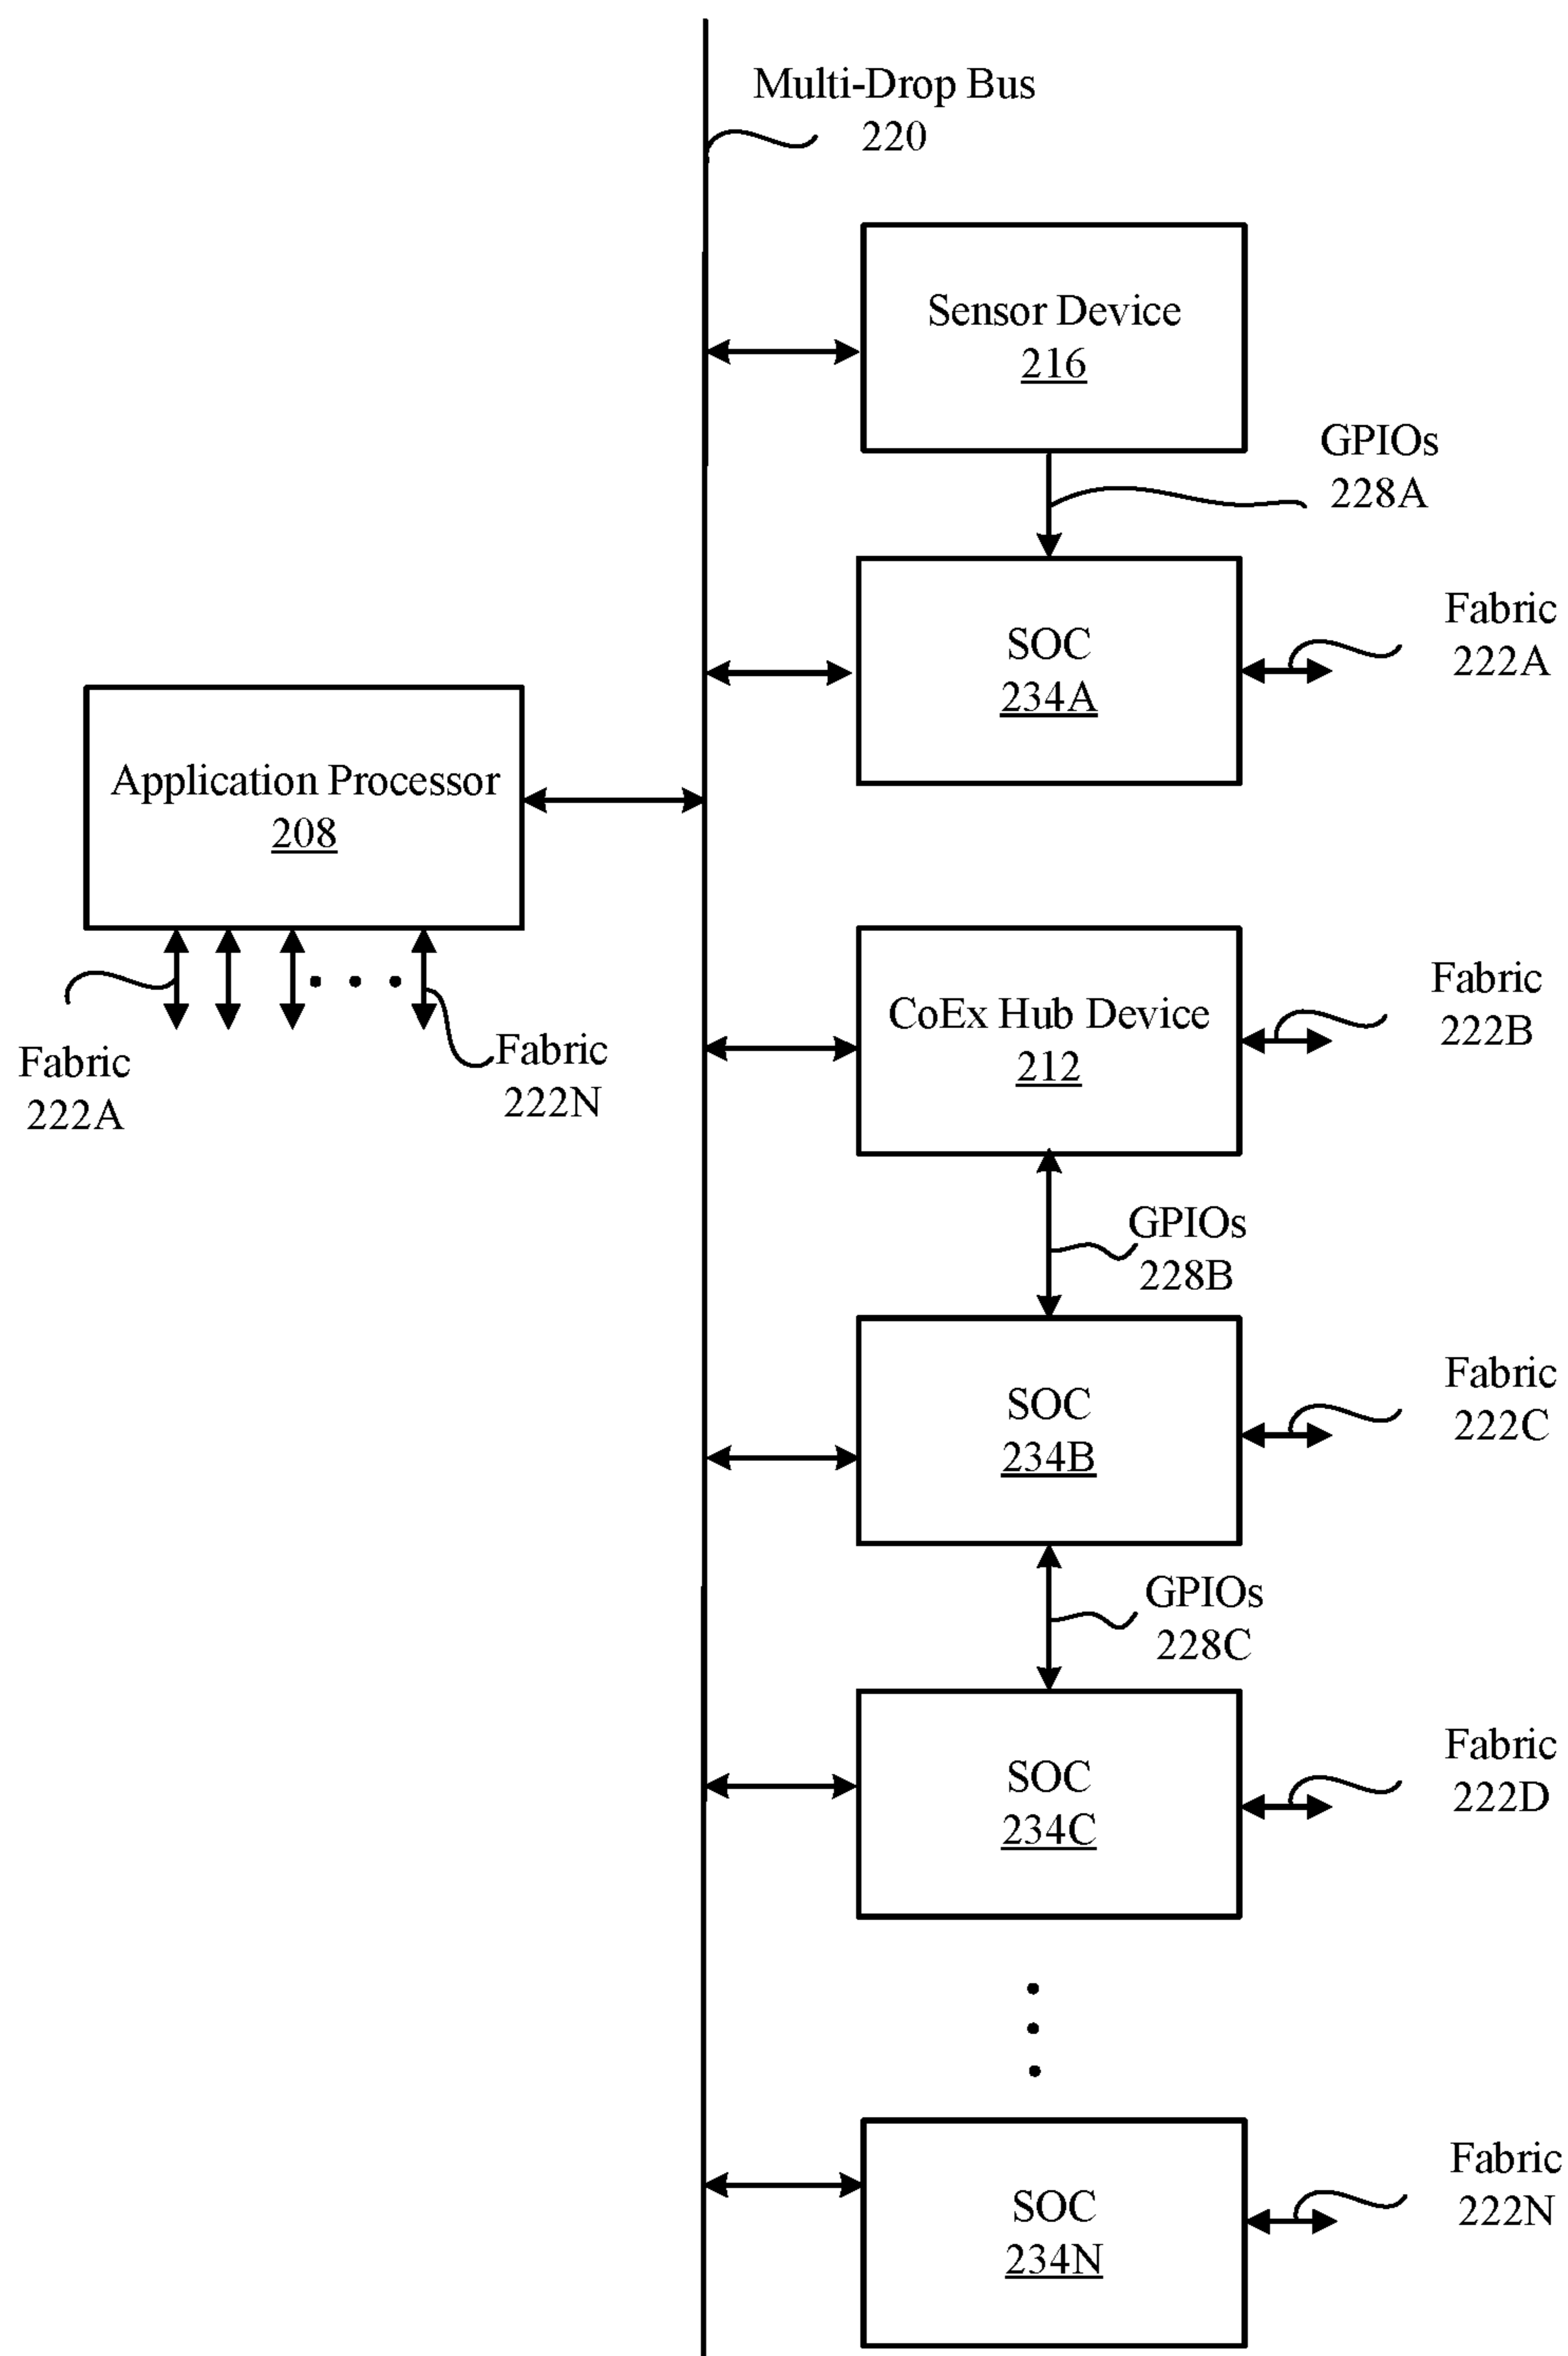 Multi-Drop Bus
220
Sensor Device
216
GPIOs
228A
SOC
234A
Fabric
222A
Application Processor
208
Fabric
222A
Fabric
222N
CoEx Hub Device
212
Fabric
222B
GPIOs
228B
SOC
234B
Fabric
222C
GPIOs
228C
SOC
234C
Fabric
222D
SOC
234N
Fabric
222N